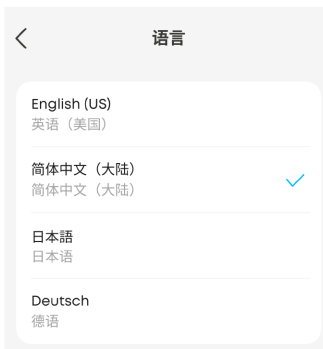 语言
English (US)
英语（美国）
简体中文（大陆）
简体中文（大陆）
日本語
日本语
Deutsch
德语